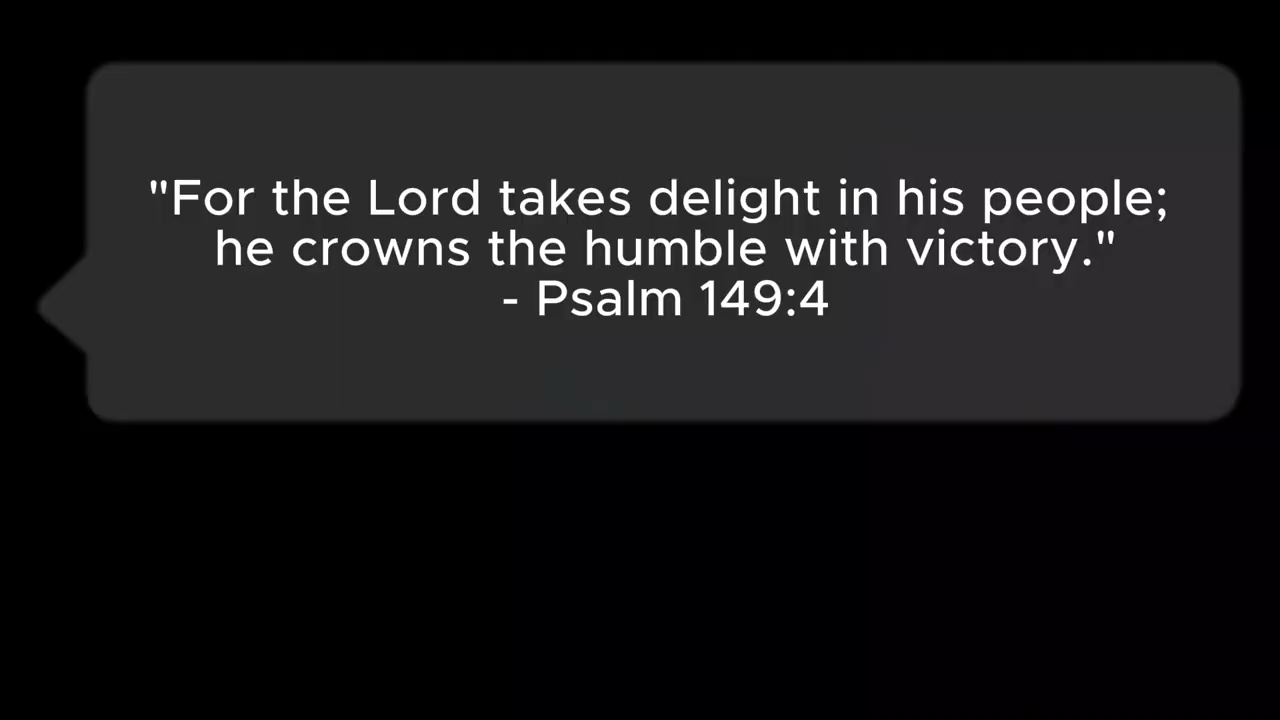 "For the Lord takes delight in his people;
he crowns the humble with victory."
- Psalm 149:4